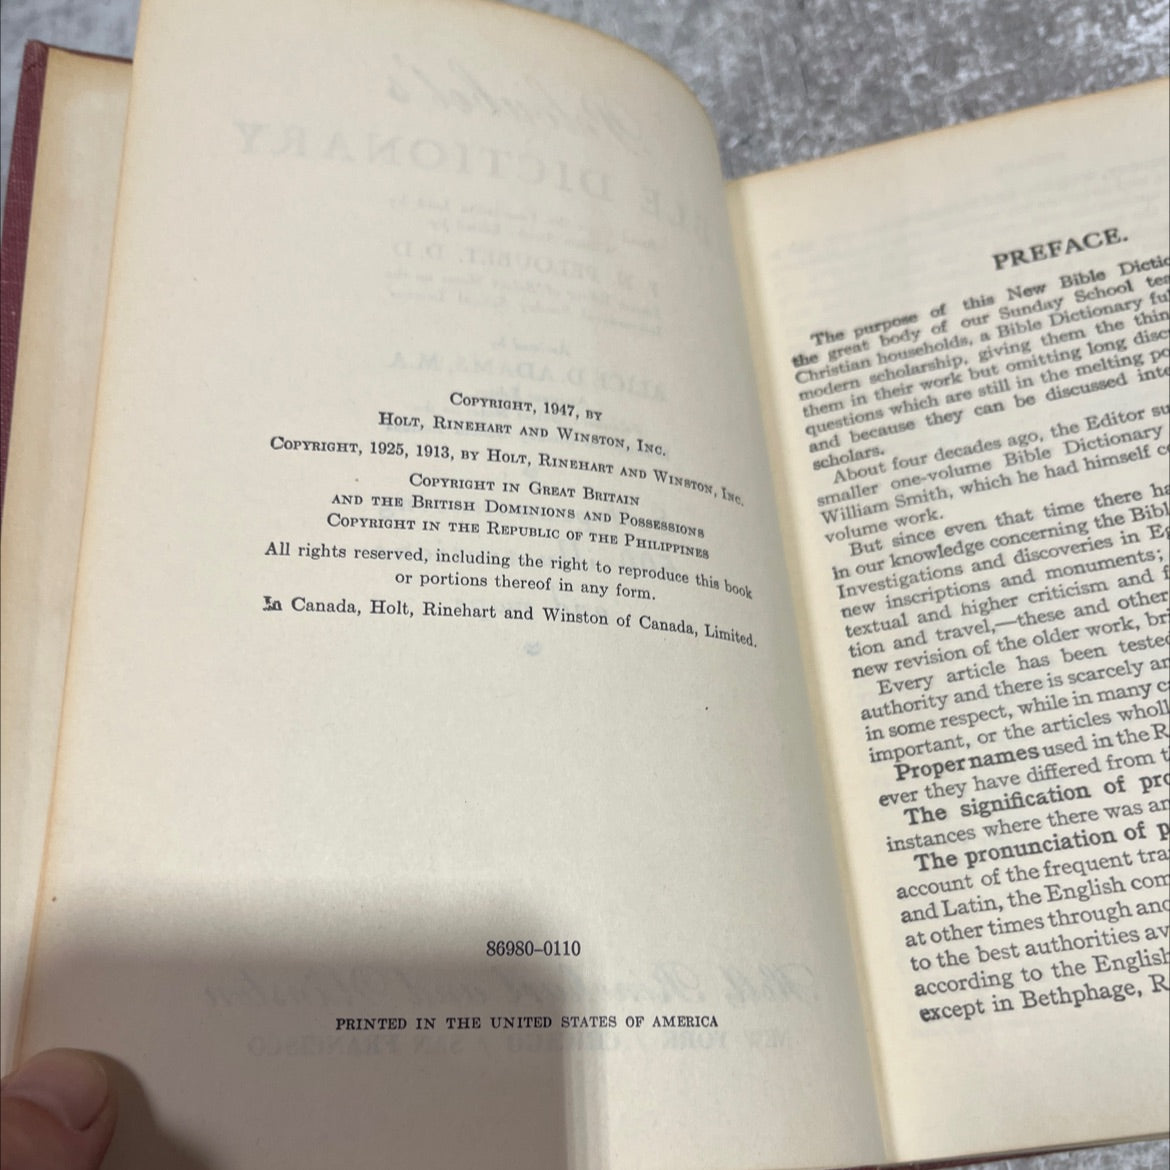 Copyright, 1947, by
Holt, Rinehart and Winston, Inc.
Copyright, 1925, 1913, by Holt, Rinehart and Winston, Inc.
Copyright in Great Britain
and the British Dominions and Possessions
Copyright in the Republic of the Philippines
All rights reserved, including the right to reproduce this book
or portions thereof in any form.
In Canada, Holt, Rinehart and Winston of Canada, Limited.
86980-0110
PRINTED IN THE UNITED STATES OF AMERICA
PREFACE.
The purpose of this New Bible Dictio
the great body of our Sunday School tea
Christian households, a Bible Dictionary ful
modern scholarship, giving them the thin
them in their work but omitting long disc
questions which are still in the melting po
and because they can be discussed inte
scholars.
About four decades ago, the Editor su
smaller one-volume Bible Dictionary
William Smith, which he had himself c
volume work.
But since even that time there ha
in our knowledge concerning the Bibl
Investigations and discoveries in Eg
new inscriptions and monuments;
textual and higher criticism and f
tion and travel,—these and other
new revision of the older work, bri
Every article has been tested
authority and there is scarcely an
in some respect, while in many c
important, or the articles wholl
Proper names used in the R
ever they have differed from t
The signification of pro
instances where there was an
The pronunciation of p
account of the frequent tra
and Latin, the English com
at other times through and
to the best authorities av
according to the English
except in Bethphage, R